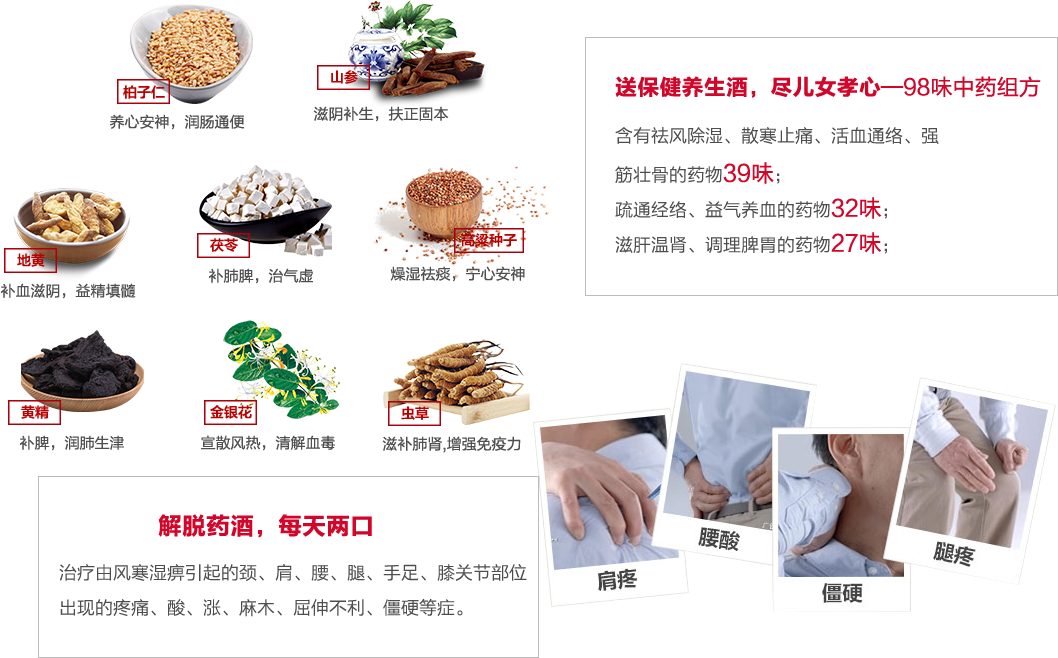 柏子仁
养心安神，润肠通便
山参
滋阴补生，扶正固本
地黄
补血滋阴，益精填髓
茯苓
补肺脾，治气虚
高粱种子
燥湿祛痰，宁心安神
黄精
补脾，润肺生津
金银花
宣散风热，清解血毒
虫草
滋补肺肾,增强免疫力
送保健养生酒，尽儿女孝心—98味中药组方
含有祛风除湿、散寒止痛、活血通络、强
筋壮骨的药物39味；
疏通经络、益气养血的药物32味；
滋肝温肾、调理脾胃的药物27味；
解脱药酒，每天两口
治疗由风寒湿痹引起的颈、肩、腰、腿、手足、膝关节部位
出现的疼痛、酸、涨、麻木、屈伸不利、僵硬等症。
肩疼
腰酸
僵硬
腿疼